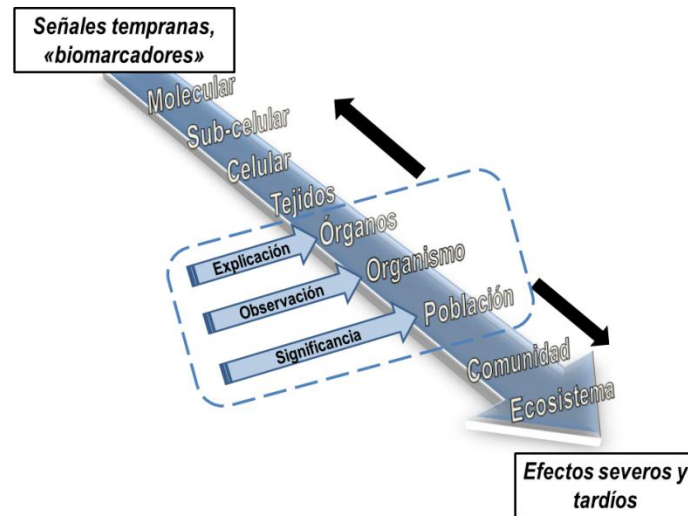 Señales tempranas,
«biomarcadores»
Molecular
Sub-celular
Celular
Tejidos
Órganos
Explicación
Organismo
Observación
Población
Significancia
Comunidad
Ecosistema
Efectos severos y
tardíos